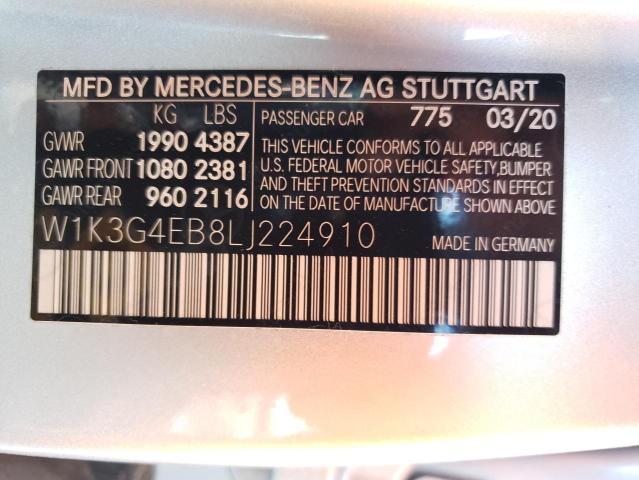 MFD BY MERCEDES-BENZ AG STUTTGART
KG LBS
GVWR 1990 4387
GAWR FRONT 1080 2381
GAWR REAR 960 2116
PASSENGER CAR 775 03/20
THIS VEHICLE CONFORMS TO ALL APPLICABLE
U.S. FEDERAL MOTOR VEHICLE SAFETY, BUMPER
AND THEFT PREVENTION STANDARDS IN EFFECT
ON THE DATE OF MANUFACTURE SHOWN ABOVE
W1K3G4EB8LJ224910
MADE IN GERMANY